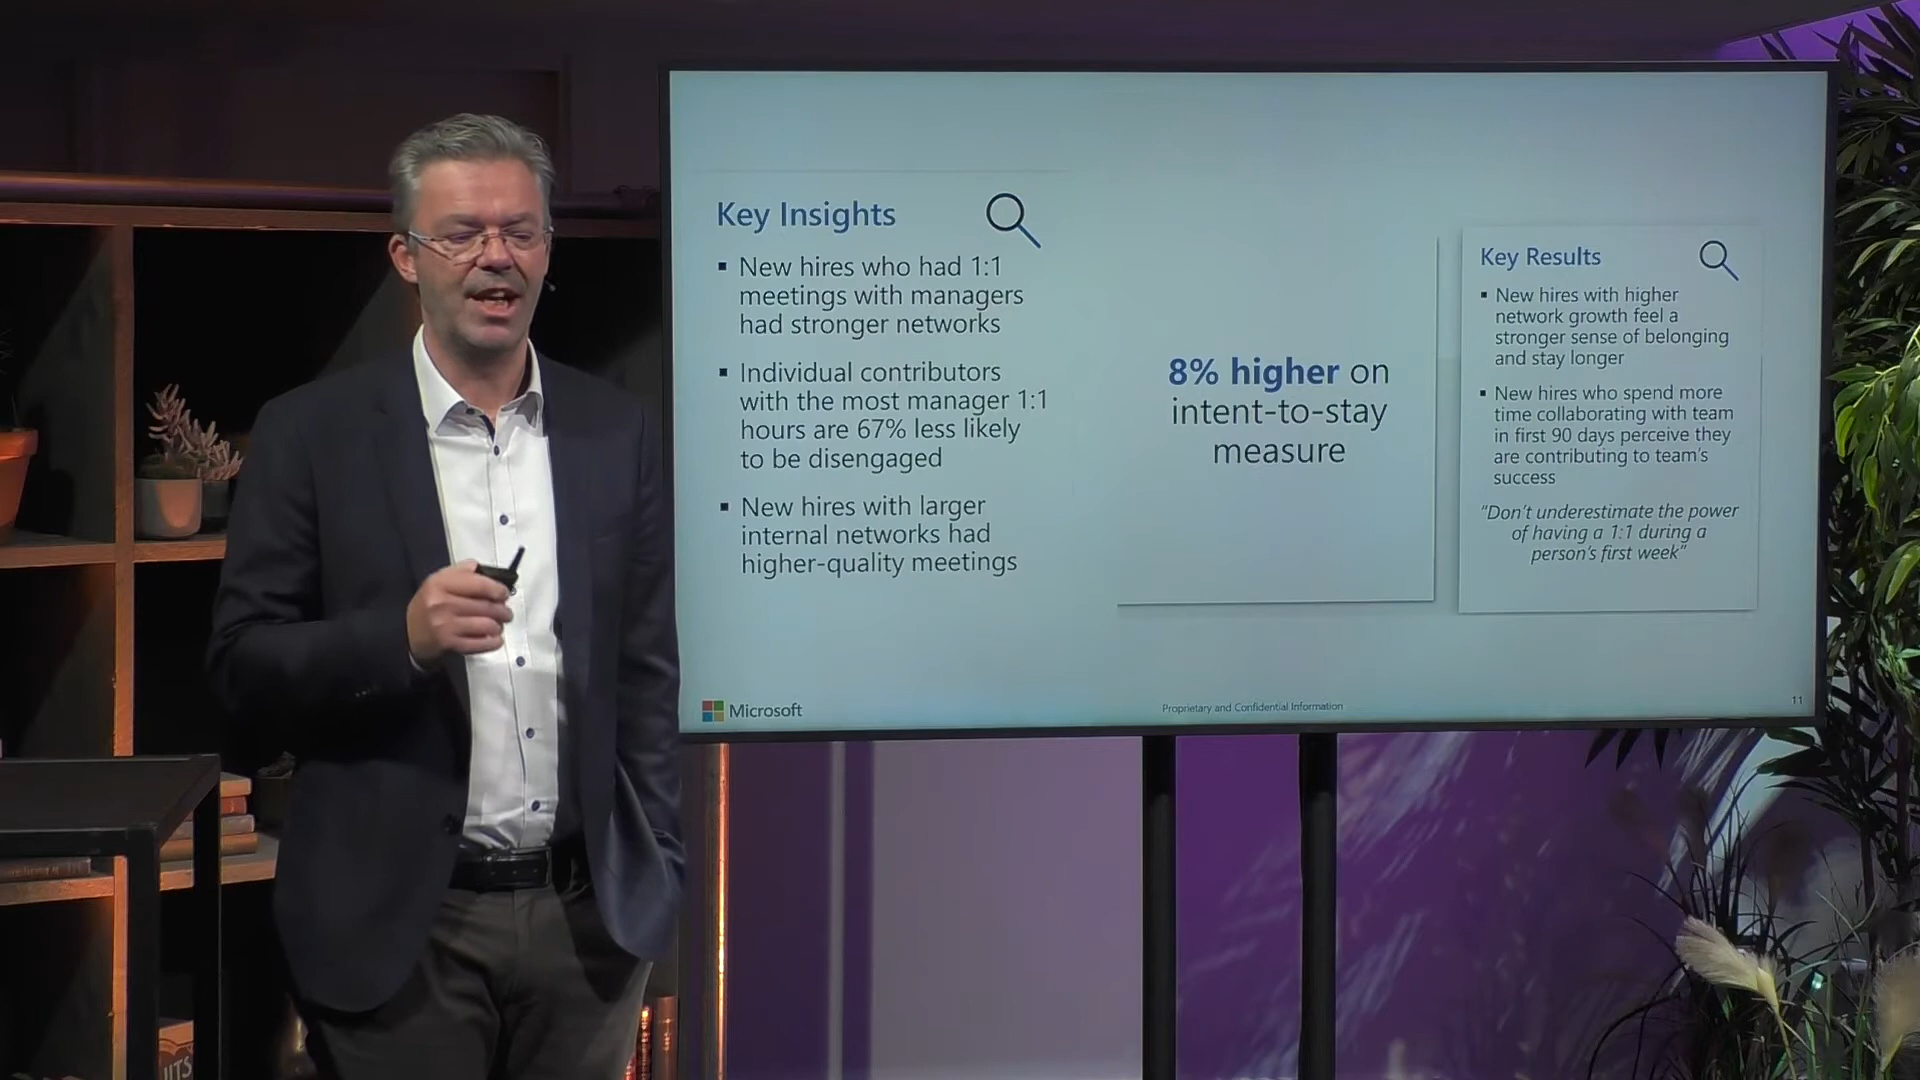 Key Insights
▪ New hires who had 1:1
meetings with managers
had stronger networks
▪ Individual contributors
with the most manager 1:1
hours are 67% less likely
to be disengaged
▪ New hires with larger
internal networks had
higher-quality meetings
8% higher on
intent-to-stay
measure
Key Results
▪ New hires with higher
network growth feel a
stronger sense of belonging
and stay longer
▪ New hires who spend more
time collaborating with team
in first 90 days perceive they
are contributing to team's
success
"Don't underestimate the power
of having a 1:1 during a
person's first week"
Microsoft
Proprietary and Confidential Information
11